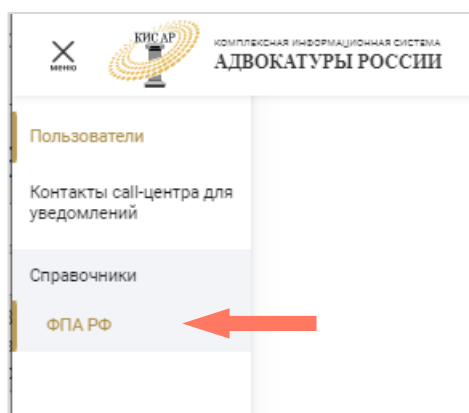 КИС АР
КОМПЛЕКСНАЯ ИНФОРМАЦИОННАЯ СИСТЕМА
АДВОКАТУРЫ РОССИИ
МЕНЮ
Пользователи
Контакты call-центра для
уведомлений
Справочники
ФПА РФ